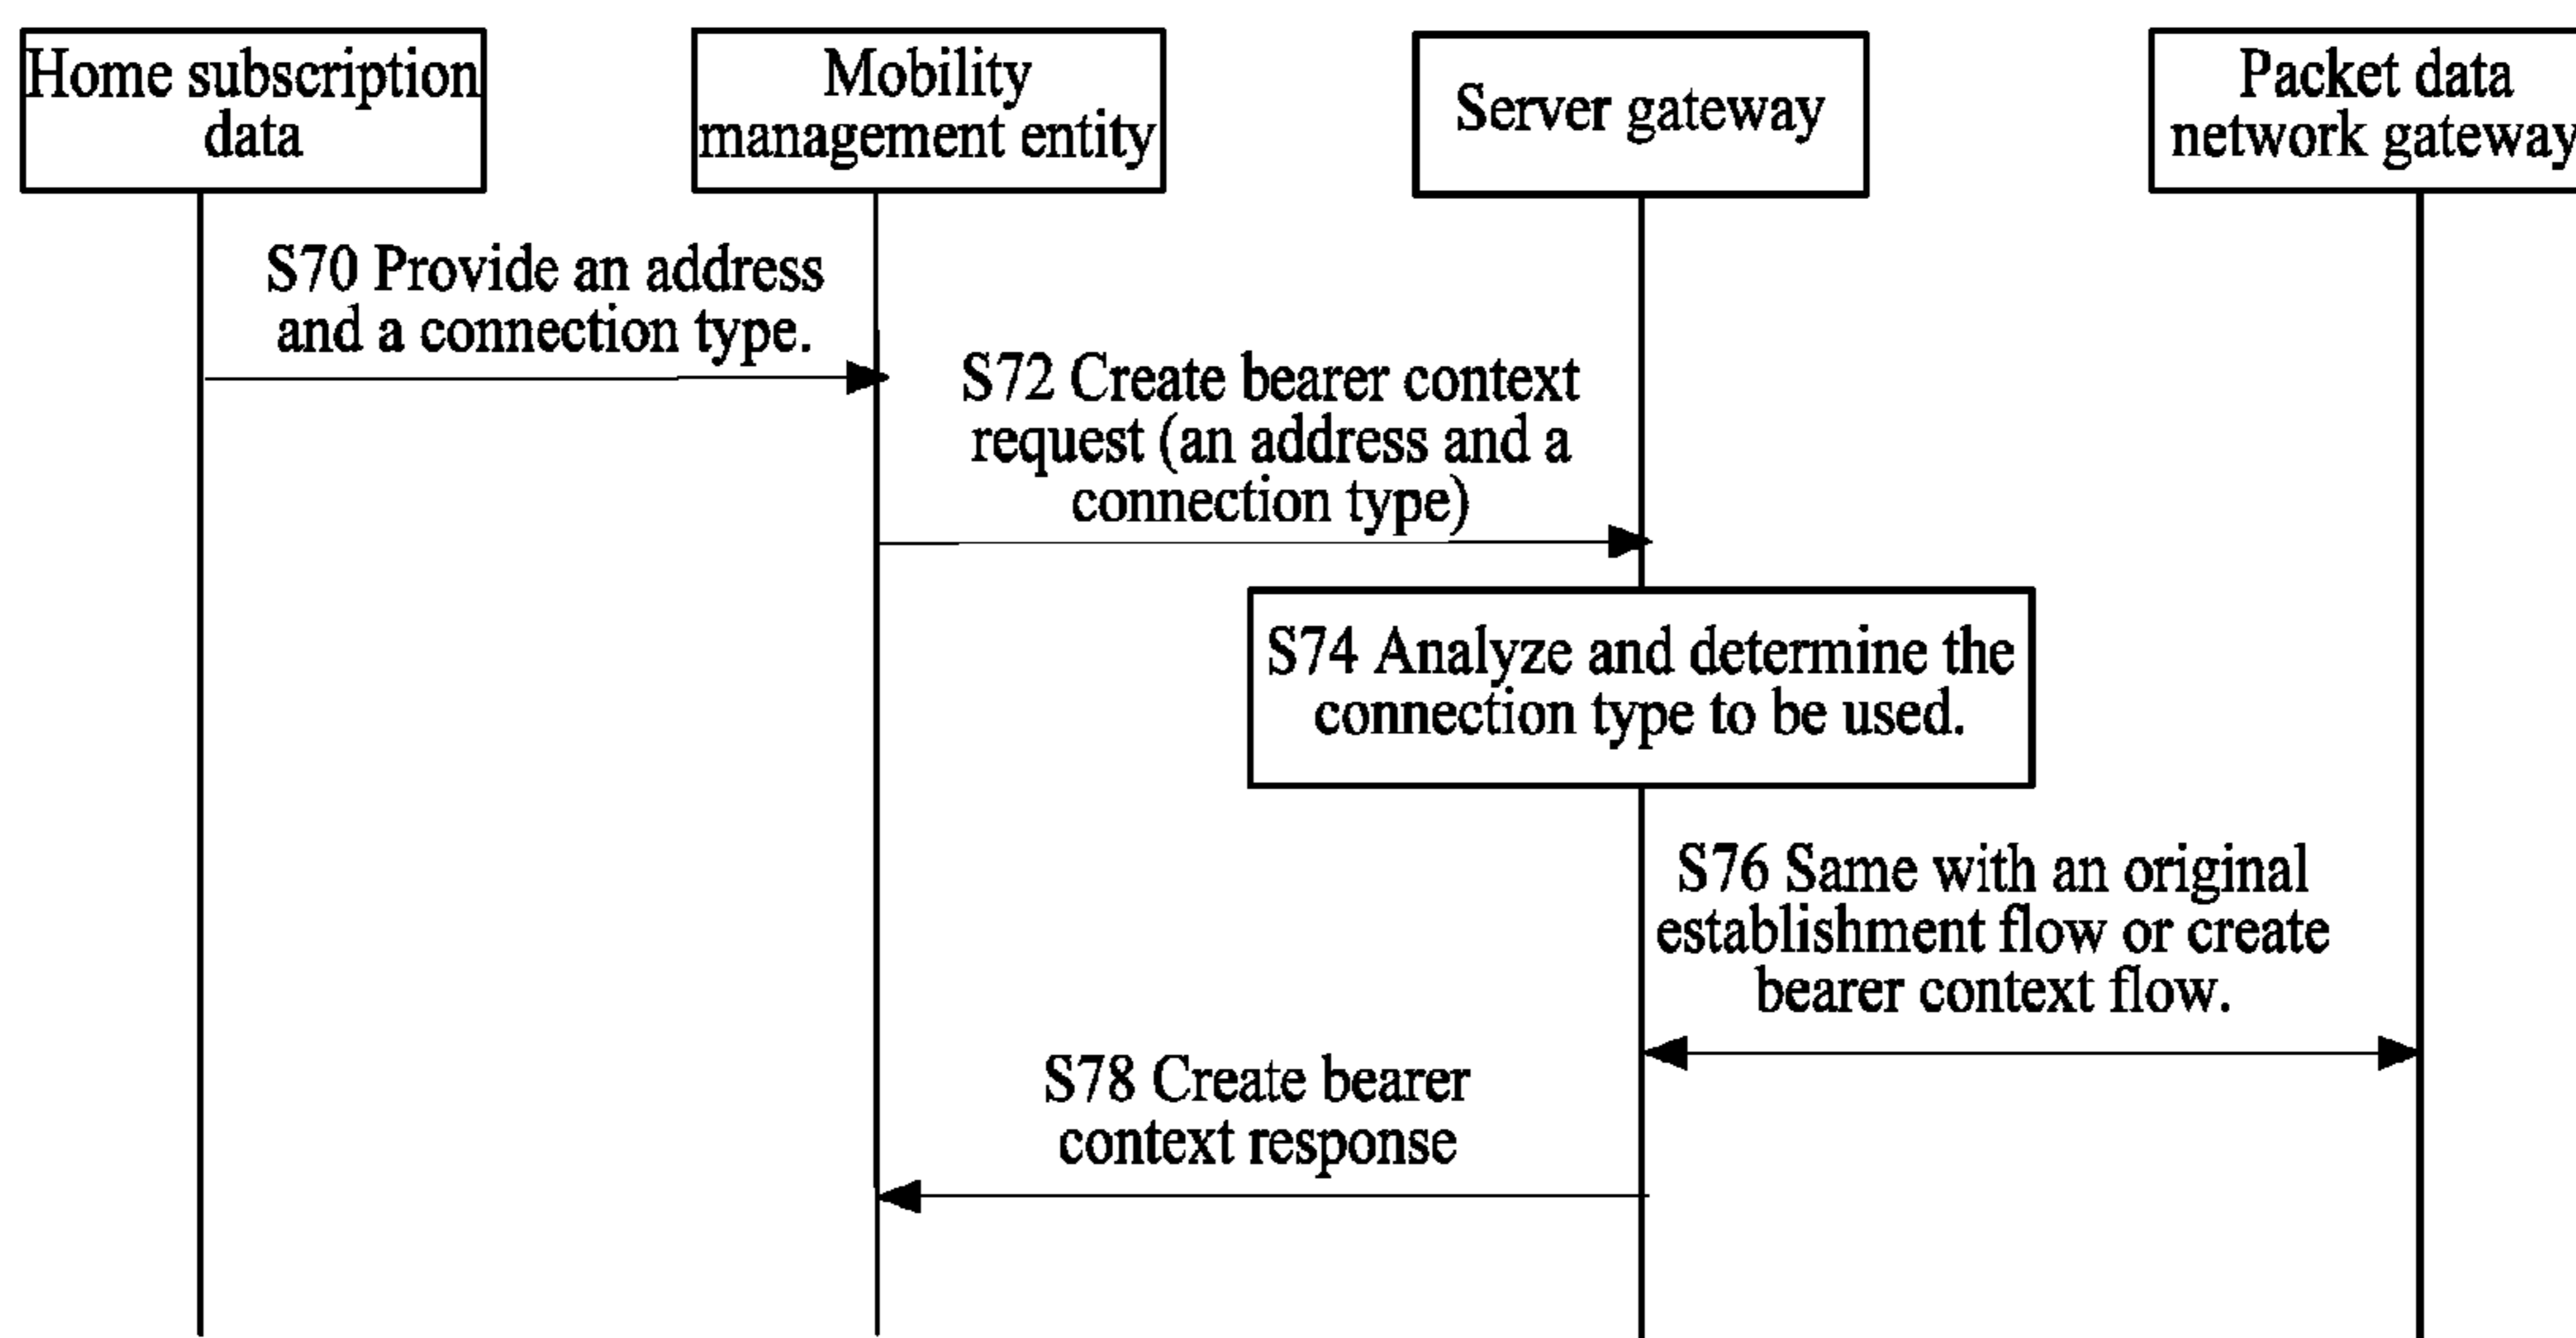 Home subscription
data
Mobility
management entity
Server gateway
Packet data
network gateway
S70 Provide an address
and a connection type.
S72 Create bearer context
request (an address and a
connection type)
S74 Analyze and determine the
connection type to be used.
S76 Same with an original
establishment flow or create
bearer context flow.
S78 Create bearer
context response